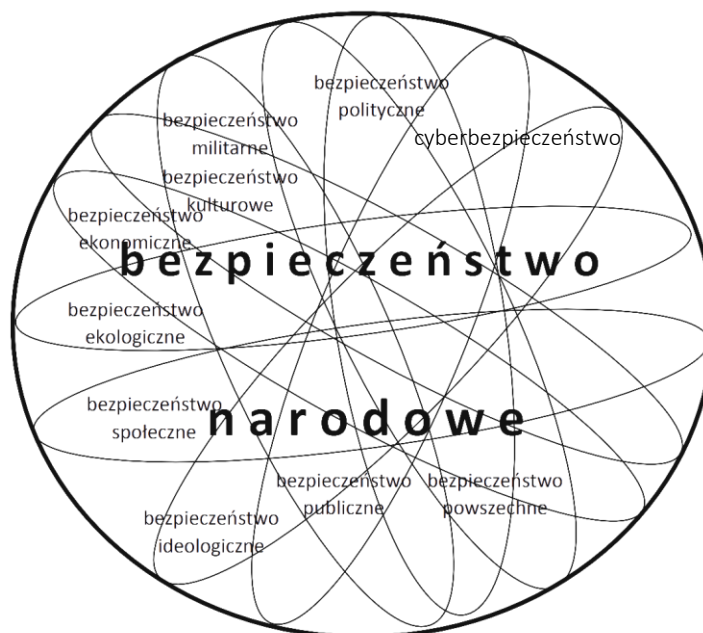 bezpieczeństwo
polityczne
bezpieczeństwo
militarne
cyberbezpieczeństwo
bezpieczeństwo
kulturowe
bezpieczeństwo
ekonomiczne
bezpieczeństwo
bezpieczeństwo
ekologiczne
bezpieczeństwo
społeczne
narodowe
bezpieczeństwo
publiczne
bezpieczeństwo
powszechne
bezpieczeństwo
ideologiczne